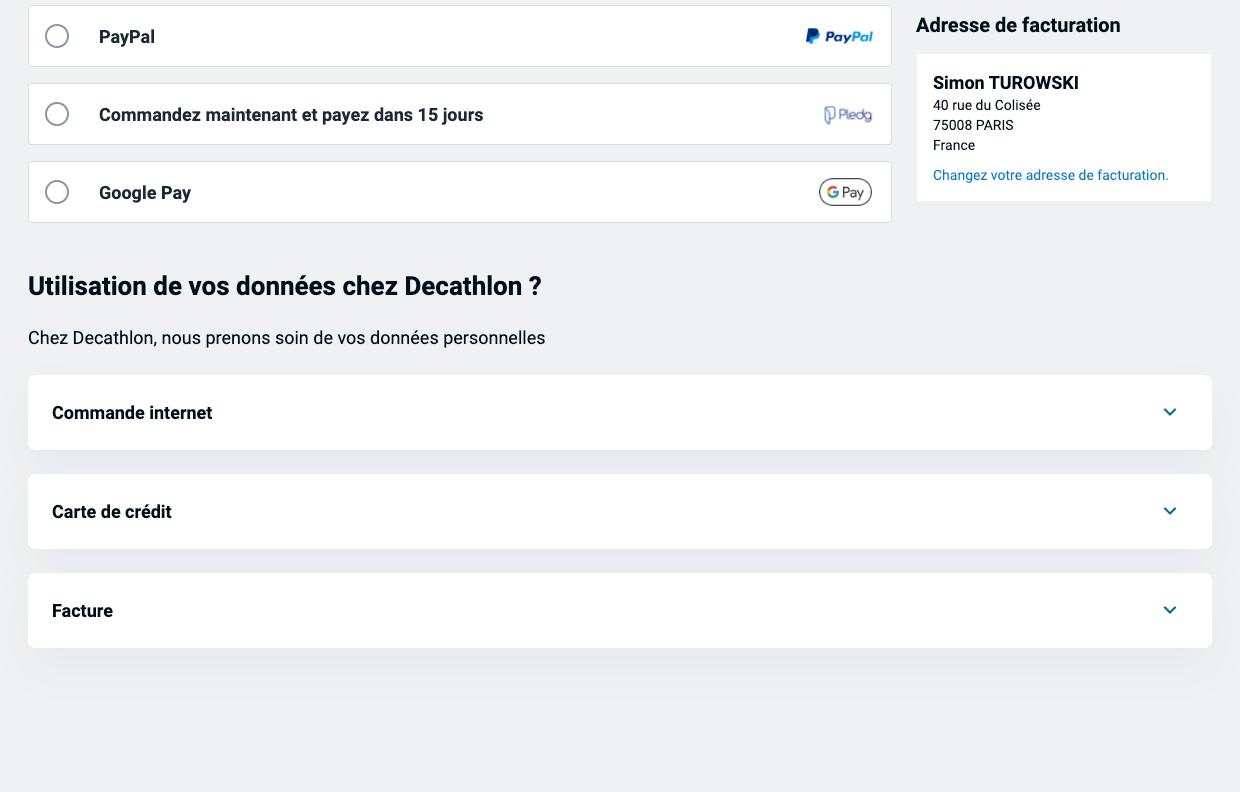 PayPal
PayPal
Commandez maintenant et payez dans 15 jours
Pledg
Google Pay
G Pay
Adresse de facturation
Simon TUROWSKI
40 rue du Colisée
75008 PARIS
France
Changez votre adresse de facturation.
Utilisation de vos données chez Decathlon ?
Chez Decathlon, nous prenons soin de vos données personnelles
Commande internet
Carte de crédit
Facture